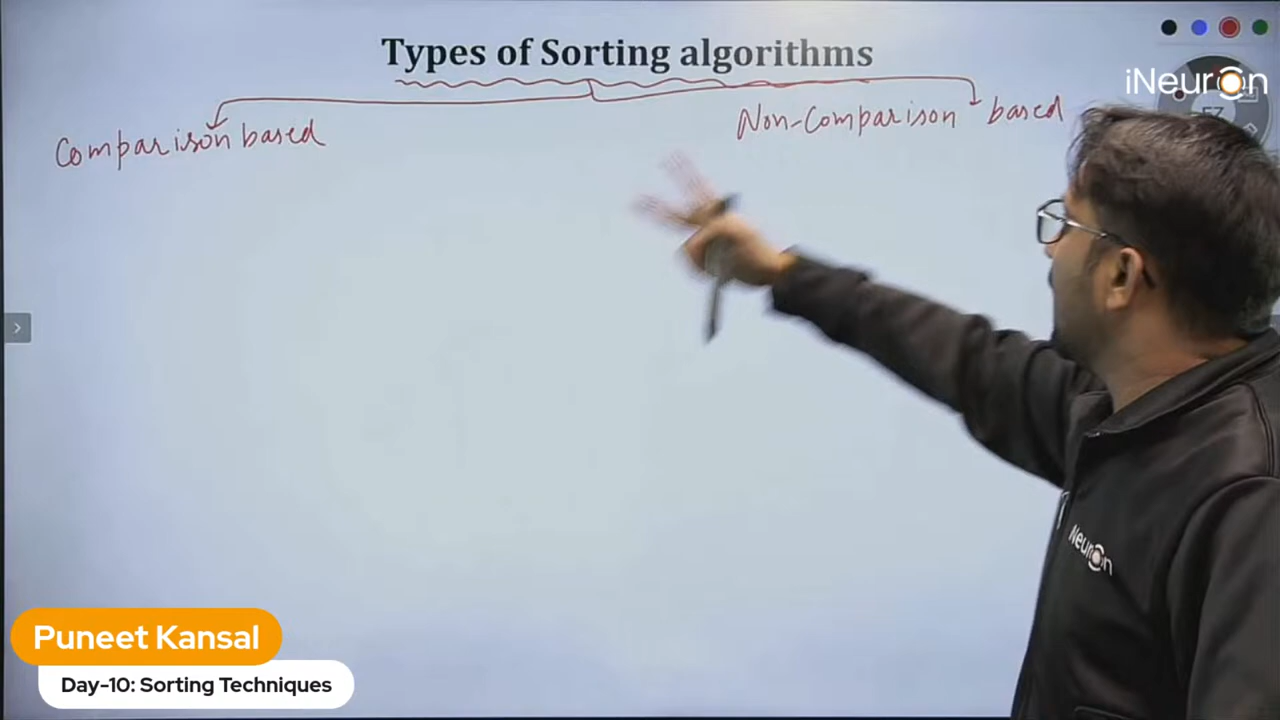 Types of Sorting algorithms
iNeuron
Comparison based
Non-Comparison based
iNeuron
Puneet Kansal
Day-10: Sorting Techniques